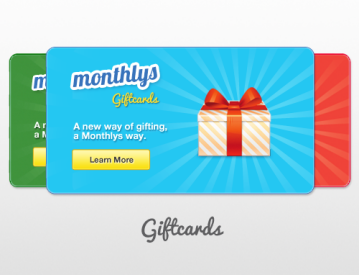 monthlys
Giftcards
A new way of gifting,
a Monthlys way.
Learn More
m
A
a M
Giftcards